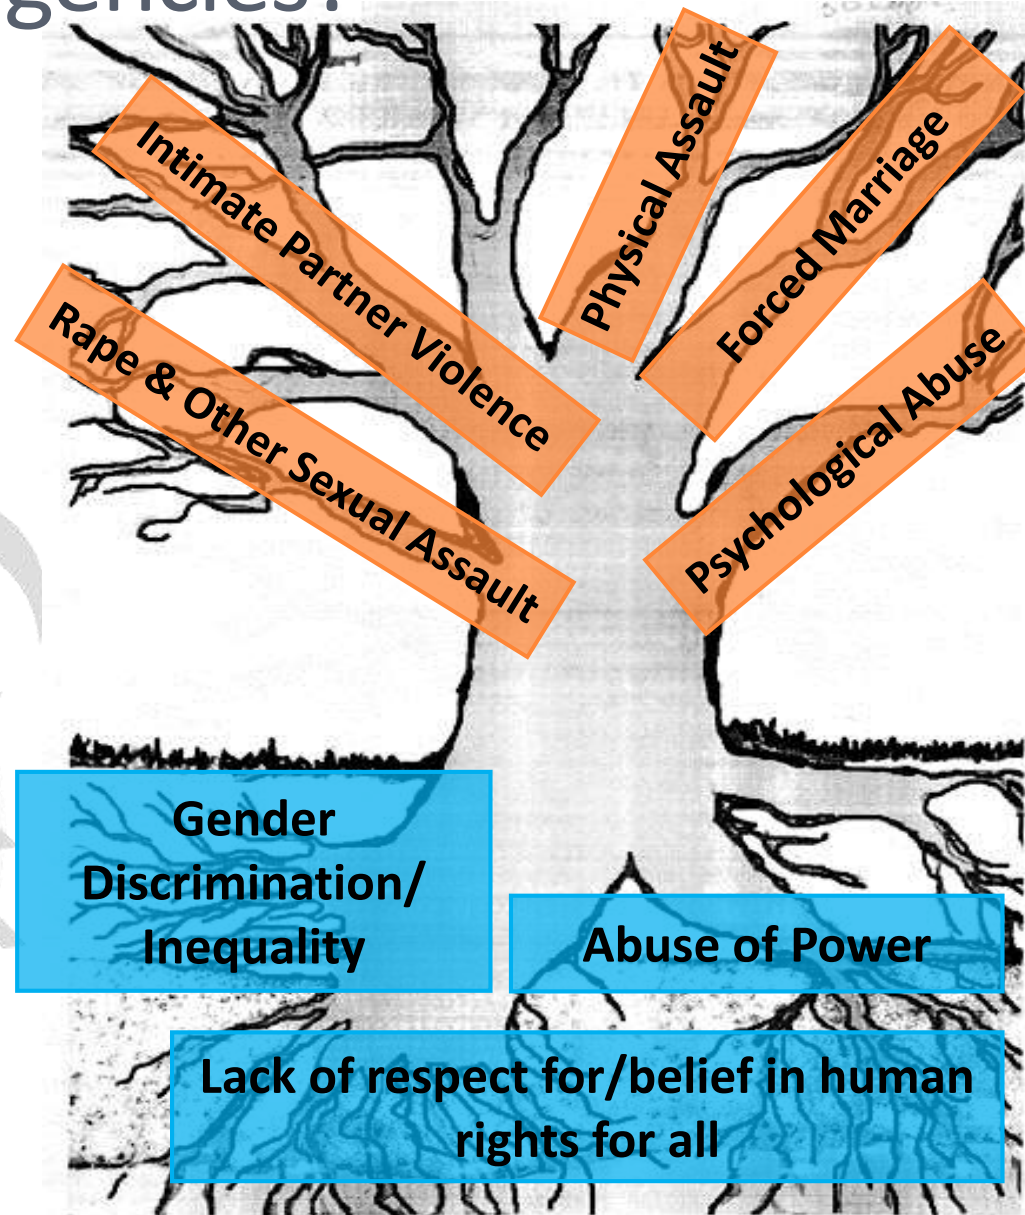 Physical Assault
Forced Marriage
Intimate Partner Violence
Psychological Abuse
Rape & Other Sexual Assault
Gender
Discrimination/
Inequality
Abuse of Power
Lack of respect for/belief in human
rights for all